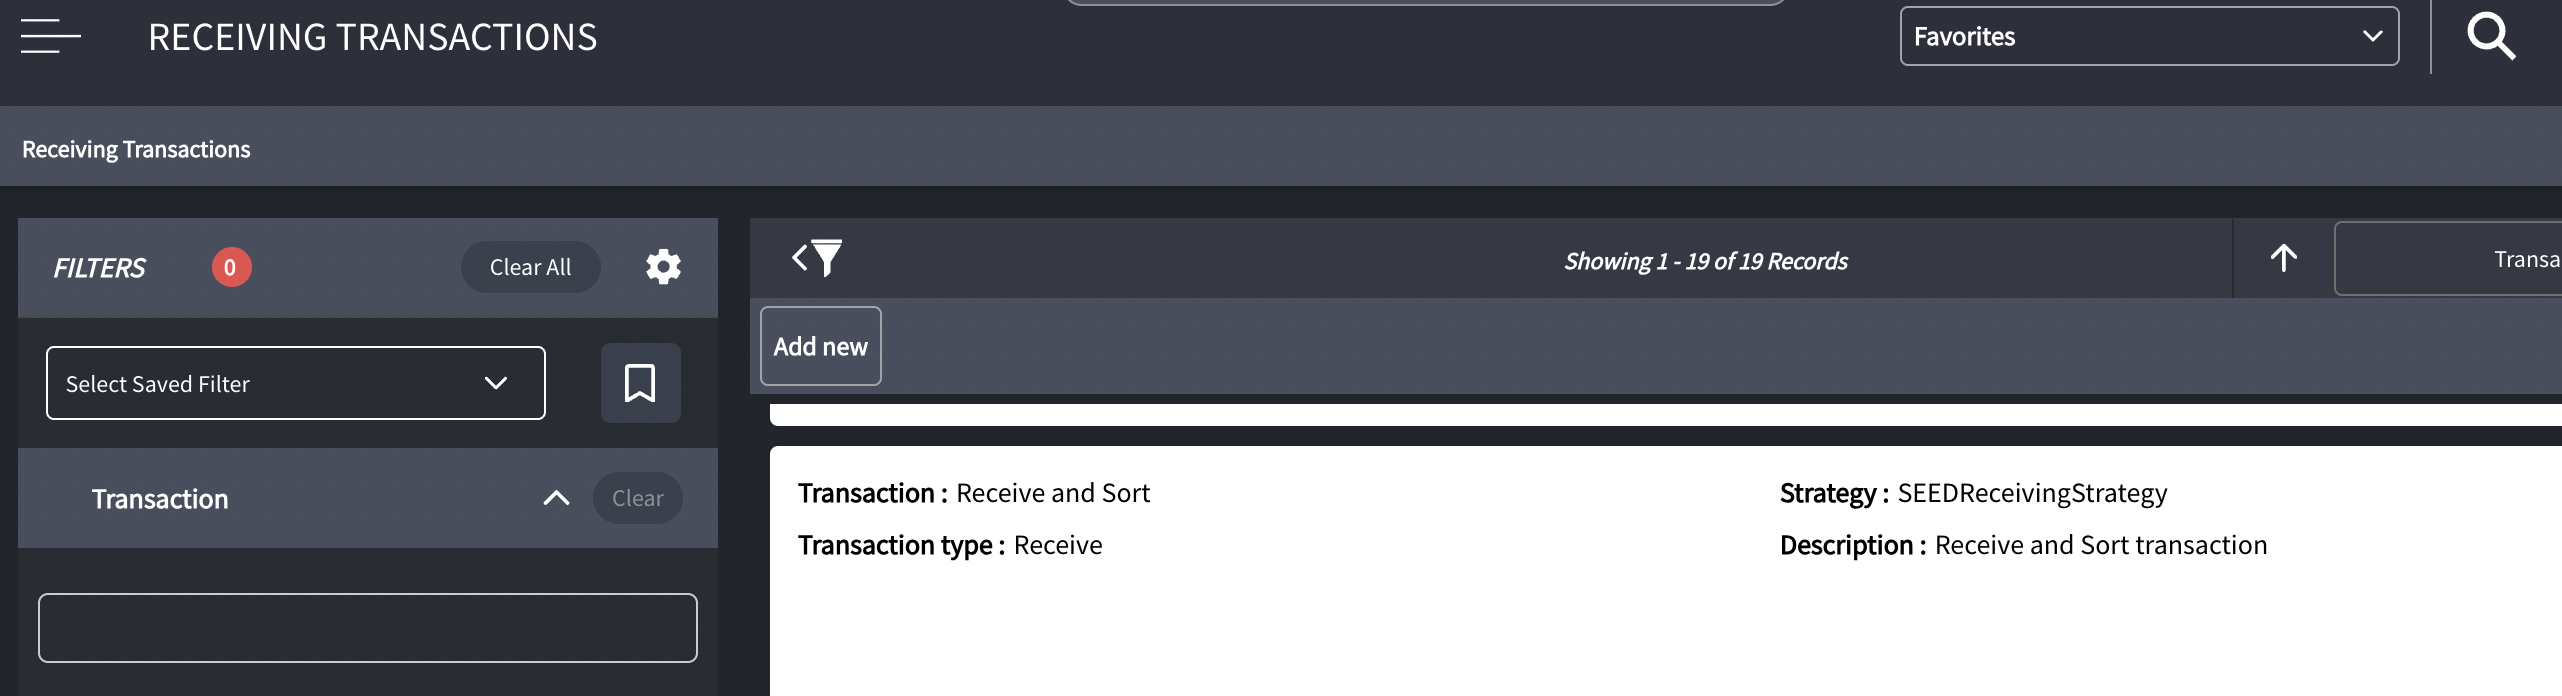 RECEIVING TRANSACTIONS
Favorites
Receiving Transactions
FILTERS 0 Clear All
Showing 1 - 19 of 19 Records
Transa
Select Saved Filter
Add new
Transaction Clear
Transaction : Receive and Sort
Strategy : SEEDReceivingStrategy
Transaction type : Receive
Description : Receive and Sort transaction